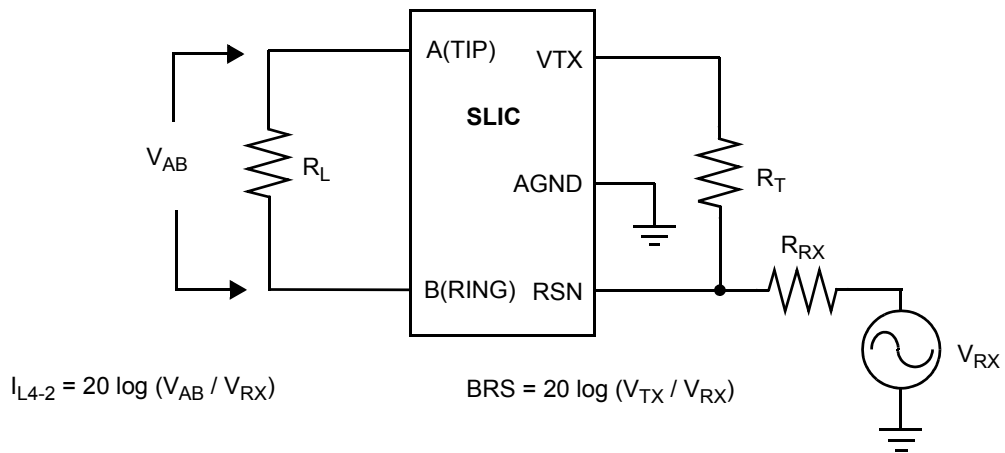 A(TIP)
VTX
SLIC
V_AB
R_L
AGND
R_T
R_RX
B(RING)
RSN
V_RX
I_L4-2 = 20 log (V_AB / V_RX)
BRS = 20 log (V_TX / V_RX)